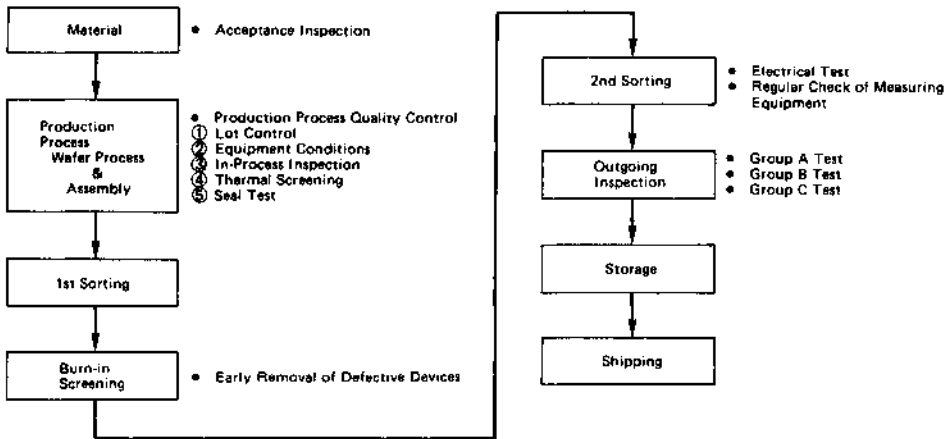 Material
• Acceptance Inspection
Production
Process
Wafer Process
&
Assembly
• Production Process Quality Control
① Lot Control
② Equipment Conditions
③ In-Process Inspection
④ Thermal Screening
⑤ Seal Test
1st Sorting
Burn-in
Screening
• Early Removal of Defective Devices
2nd Sorting
• Electrical Test
• Regular Check of Measuring
Equipment
Outgoing
Inspection
• Group A Test
• Group B Test
• Group C Test
Storage
Shipping